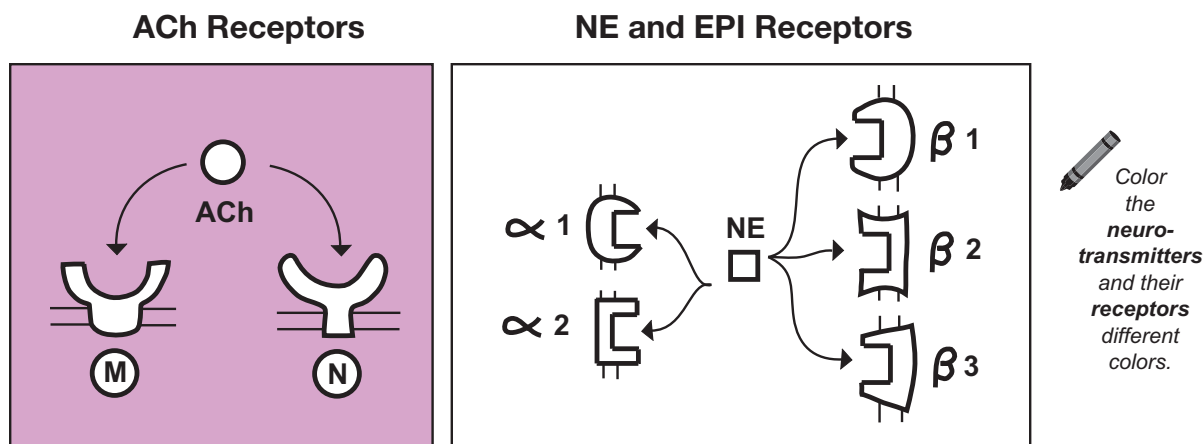 ACh Receptors
NE and EPI Receptors
ACh
M
N
∝ 1
∝ 2
NE
β 1
β 2
β 3
Color
the
neuro-
transmitters
and their
receptors
different
colors.